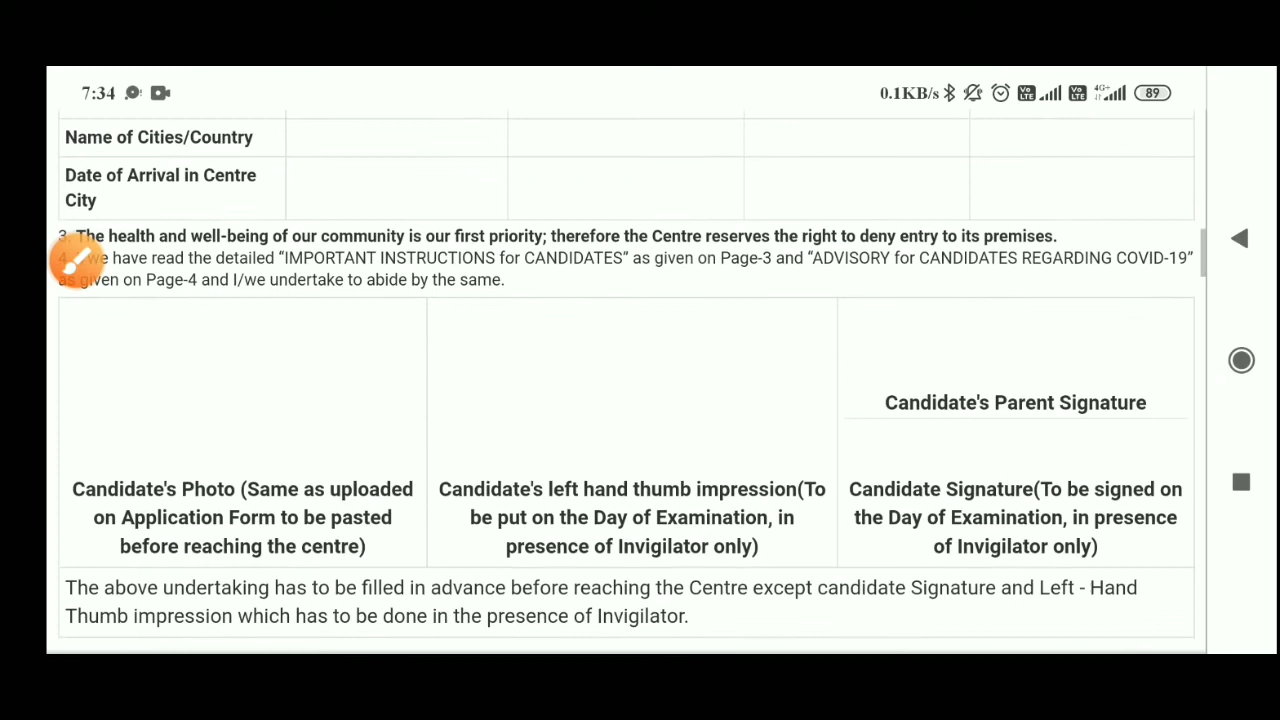 7:34
0.1KB/s Vo LTE Vo LTE 4G+ 89
Name of Cities/Country
Date of Arrival in Centre
City
3. The health and well-being of our community is our first priority; therefore the Centre reserves the right to deny entry to its premises.
we have read the detailed “IMPORTANT INSTRUCTIONS for CANDIDATES” as given on Page-3 and “ADVISORY for CANDIDATES REGARDING COVID-19”
as given on Page-4 and I/we undertake to abide by the same.
Candidate's Parent Signature
Candidate's Photo (Same as uploaded
on Application Form to be pasted
before reaching the centre)
Candidate's left hand thumb impression(To
be put on the Day of Examination, in
presence of Invigilator only)
Candidate Signature(To be signed on
the Day of Examination, in presence
of Invigilator only)
The above undertaking has to be filled in advance before reaching the Centre except candidate Signature and Left - Hand
Thumb impression which has to be done in the presence of Invigilator.